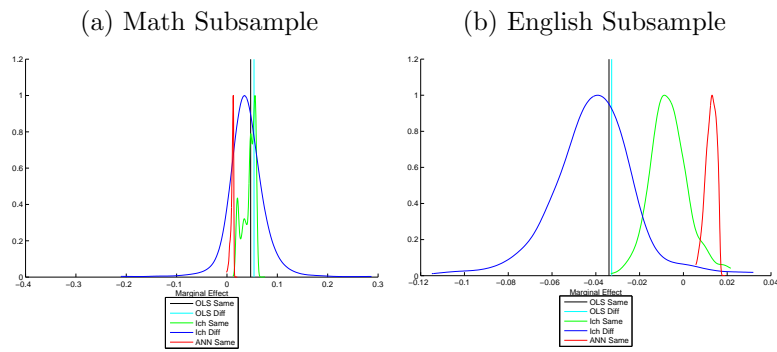 (a) Math Subsample
(b) English Subsample
1.2
1
0.8
0.6
0.4
0.2
0
−0.4
−0.3
−0.2
−0.1
0
0.1
0.2
0.3
Marginal Effect
OLS Same
OLS Diff
Ich Same
Ich Diff
ANN Same
1.2
1
0.8
0.6
0.4
0.2
0
−0.12
−0.1
−0.08
−0.06
−0.04
−0.02
0
0.02
0.04
Marginal Effect
OLS Same
OLS Diff
Ich Same
Ich Diff
ANN Same